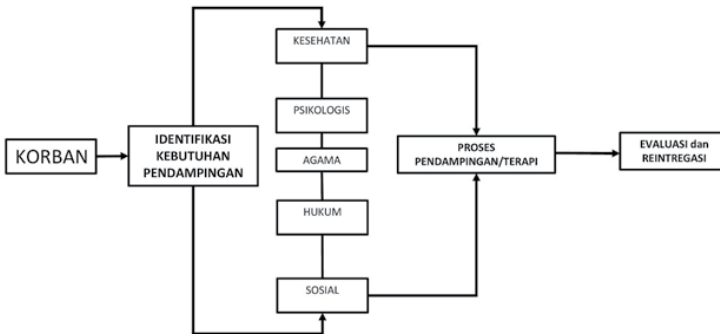 KORBAN
IDENTIFIKASI
KEBUTUHAN
PENDAMPINGAN
KESEHATAN
PSIKOLOGIS
AGAMA
HUKUM
SOSIAL
PROSES
PENDAMPINGAN/TERAPI
EVALUASI dan
REINTREGASI